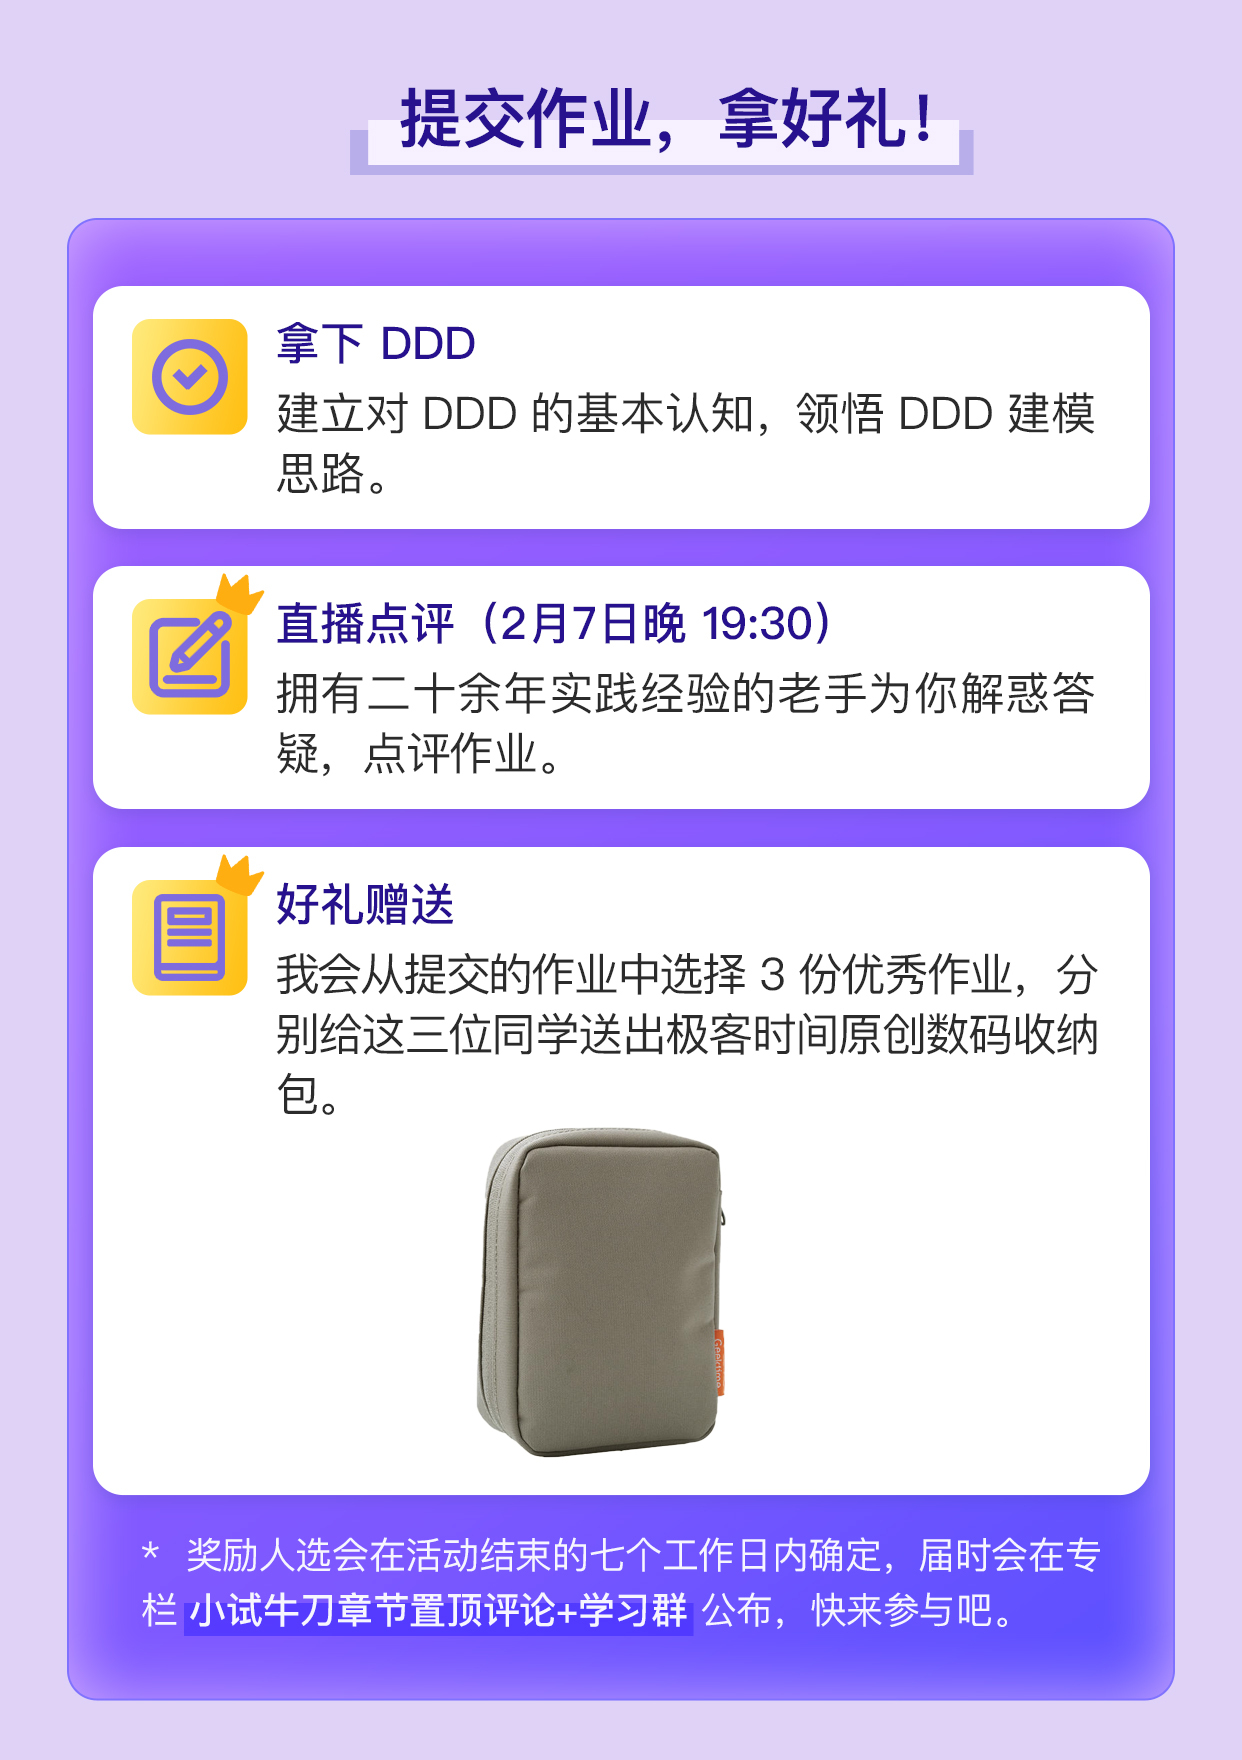 提交作业，拿好礼！
拿下 DDD
建立对 DDD 的基本认知，领悟 DDD 建模
思路。
直播点评（2月7日晚 19:30）
拥有二十余年实践经验的老手为你解惑答
疑，点评作业。
好礼赠送
我会从提交的作业中选择 3 份优秀作业，分
别给这三位同学送出极客时间原创数码收纳
包。
Geektime
* 奖励人选会在活动结束的七个工作日内确定，届时会在专
栏 小试牛刀章节置顶评论+学习群 公布，快来参与吧。